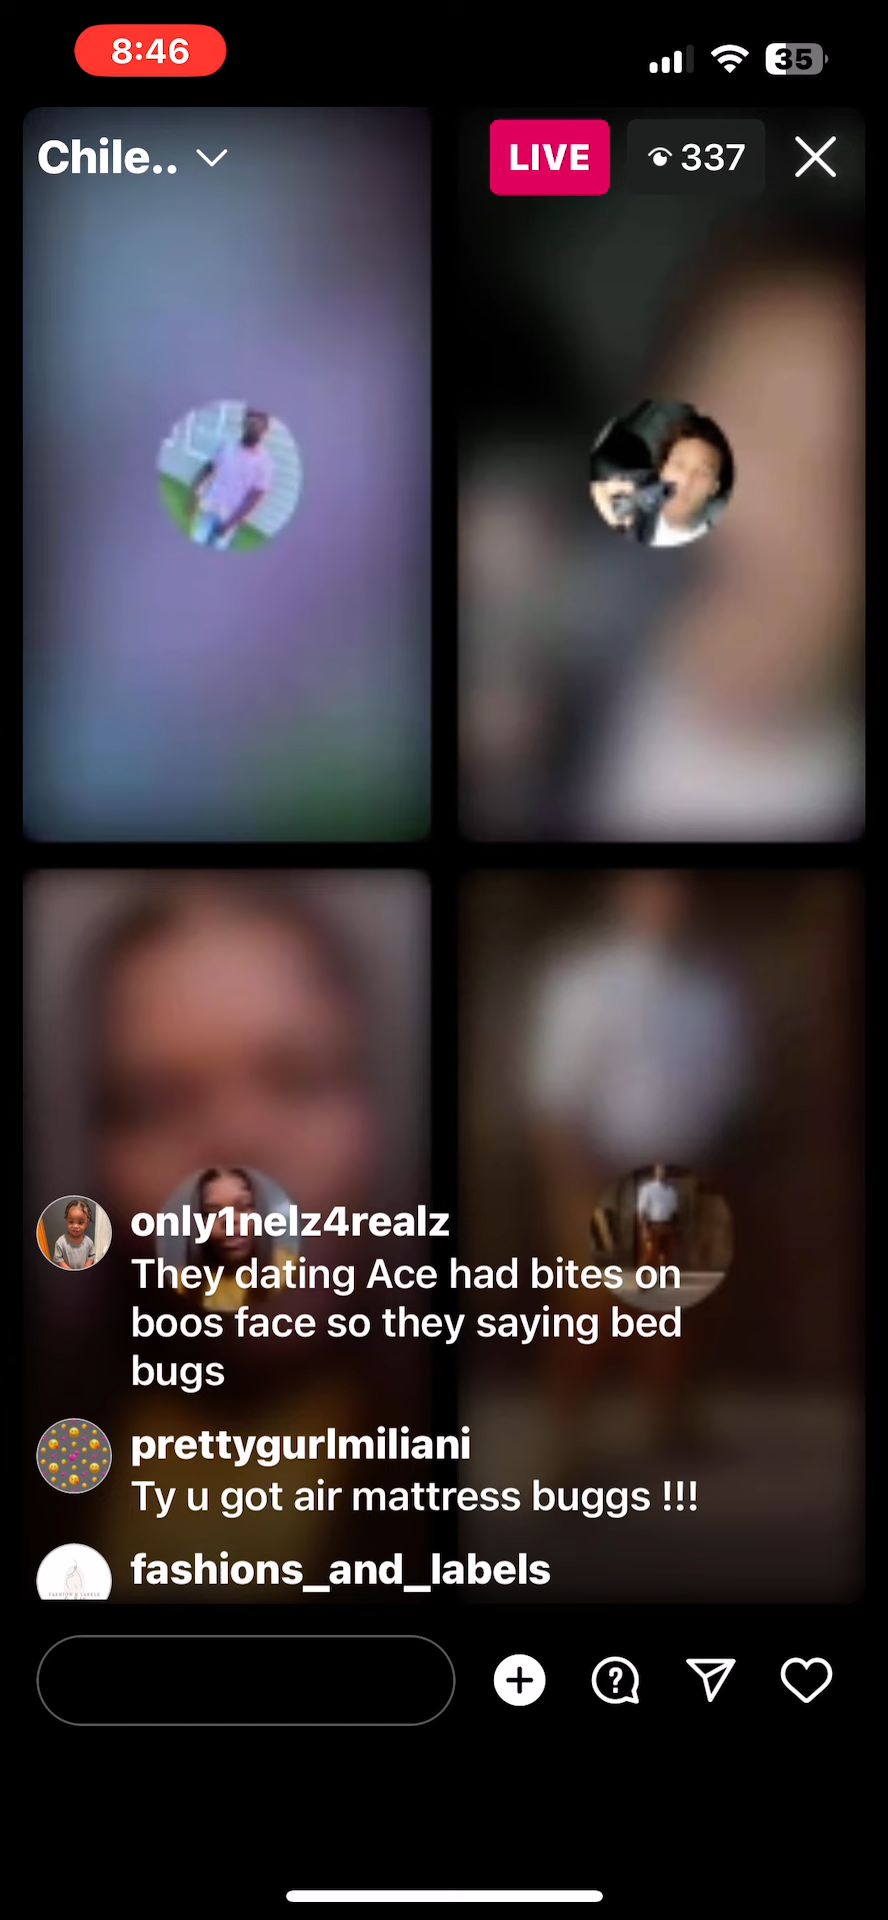 8:46
35
Chile..
LIVE
337
only1nelz4realz
They dating Ace had bites on
boos face so they saying bed
bugs
prettygurlmiliani
Ty u got air mattress buggs !!!
fashions_and_labels